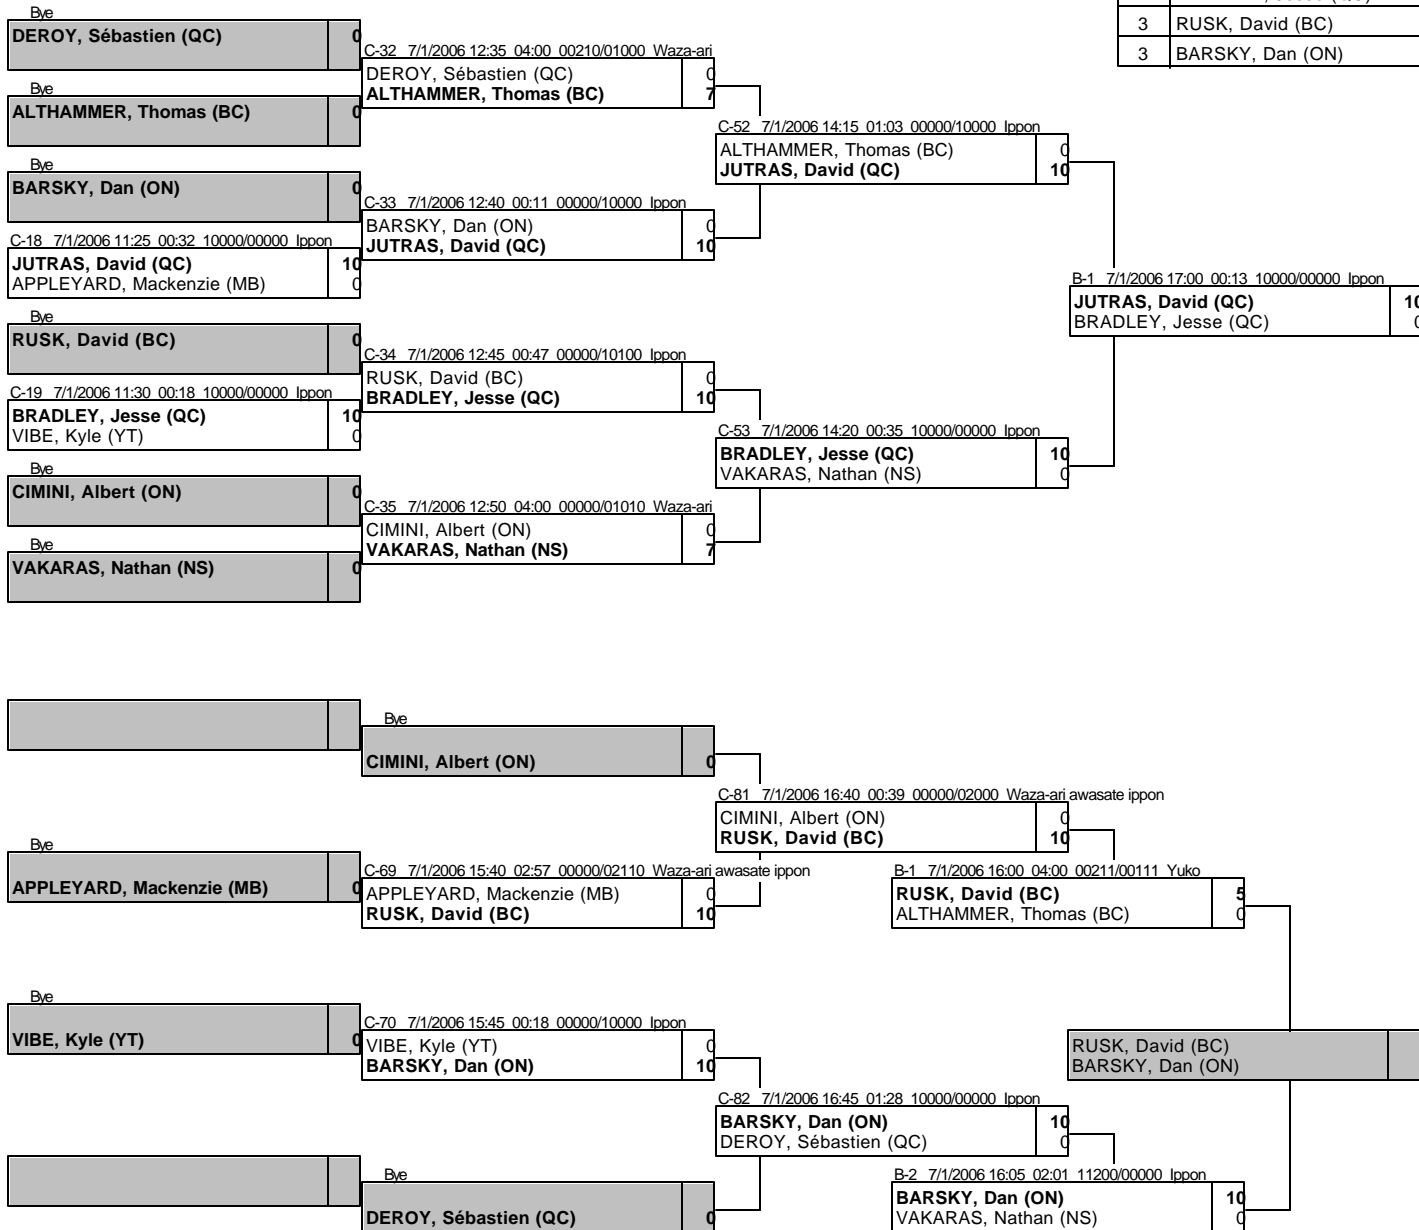 3 RUSK, David (BC)
3 BARSKY, Dan (ON)
Bye
DEROY, Sébastien (QC) 0
Bye
ALTHAMMER, Thomas (BC) 0
Bye
BARSKY, Dan (ON) 0
C-18 7/1/2006 11:25 00:32 10000/00000 Ippon
JUTRAS, David (QC) 10
APPLEYARD, Mackenzie (MB) 0
Bye
RUSK, David (BC) 0
C-19 7/1/2006 11:30 00:18 10000/00000 Ippon
BRADLEY, Jesse (QC) 10
VIBE, Kyle (YT) 0
Bye
CIMINI, Albert (ON) 0
Bye
VAKARAS, Nathan (NS) 0
C-32 7/1/2006 12:35 04:00 00210/01000 Waza-ari
DEROY, Sébastien (QC) 0
ALTHAMMER, Thomas (BC) 7
C-33 7/1/2006 12:40 00:11 00000/10000 Ippon
BARSKY, Dan (ON) 0
JUTRAS, David (QC) 10
C-34 7/1/2006 12:45 00:47 00000/10100 Ippon
RUSK, David (BC) 0
BRADLEY, Jesse (QC) 10
C-35 7/1/2006 12:50 04:00 00000/01010 Waza-ari
CIMINI, Albert (ON) 0
VAKARAS, Nathan (NS) 7
C-52 7/1/2006 14:15 01:03 00000/10000 Ippon
ALTHAMMER, Thomas (BC) 0
JUTRAS, David (QC) 10
C-53 7/1/2006 14:20 00:35 10000/00000 Ippon
BRADLEY, Jesse (QC) 10
VAKARAS, Nathan (NS) 0
B-1 7/1/2006 17:00 00:13 10000/00000 Ippon
JUTRAS, David (QC) 10
BRADLEY, Jesse (QC) 0
Bye
APPLEYARD, Mackenzie (MB) 0
Bye
VIBE, Kyle (YT) 0
Bye
CIMINI, Albert (ON) 0
C-69 7/1/2006 15:40 02:57 00000/02110 Waza-ari awasate ippon
APPLEYARD, Mackenzie (MB) 0
RUSK, David (BC) 10
C-70 7/1/2006 15:45 00:18 00000/10000 Ippon
VIBE, Kyle (YT) 0
BARSKY, Dan (ON) 10
Bye
DEROY, Sébastien (QC) 0
C-81 7/1/2006 16:40 00:39 00000/02000 Waza-ari awasate ippon
CIMINI, Albert (ON) 0
RUSK, David (BC) 10
C-82 7/1/2006 16:45 01:28 10000/00000 Ippon
BARSKY, Dan (ON) 10
DEROY, Sébastien (QC) 0
B-1 7/1/2006 16:00 04:00 00211/00111 Yuko
RUSK, David (BC) 5
ALTHAMMER, Thomas (BC) 0
B-2 7/1/2006 16:05 02:01 11200/00000 Ippon
BARSKY, Dan (ON) 10
VAKARAS, Nathan (NS) 0
RUSK, David (BC)
BARSKY, Dan (ON)